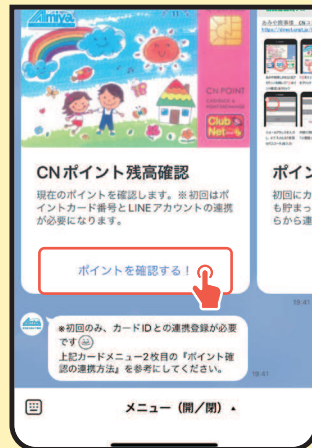 Amiya
CN POINT
Club
Net
CNポイント残高確認
現在のポイントを確認します。※初回はポ
イントカード番号とLINEアカウントの連携
が必要になります。
ポイントを確認する！
ポイン
初回にカ
も貯まっ
らから連
19:41
※初回のみ、カードIDとの連携登録が必要
です
上記カードメニュー2枚目の『ポイント確
認の連携方法』を参考にしてください。
19:41
メニュー（開／閉）▲